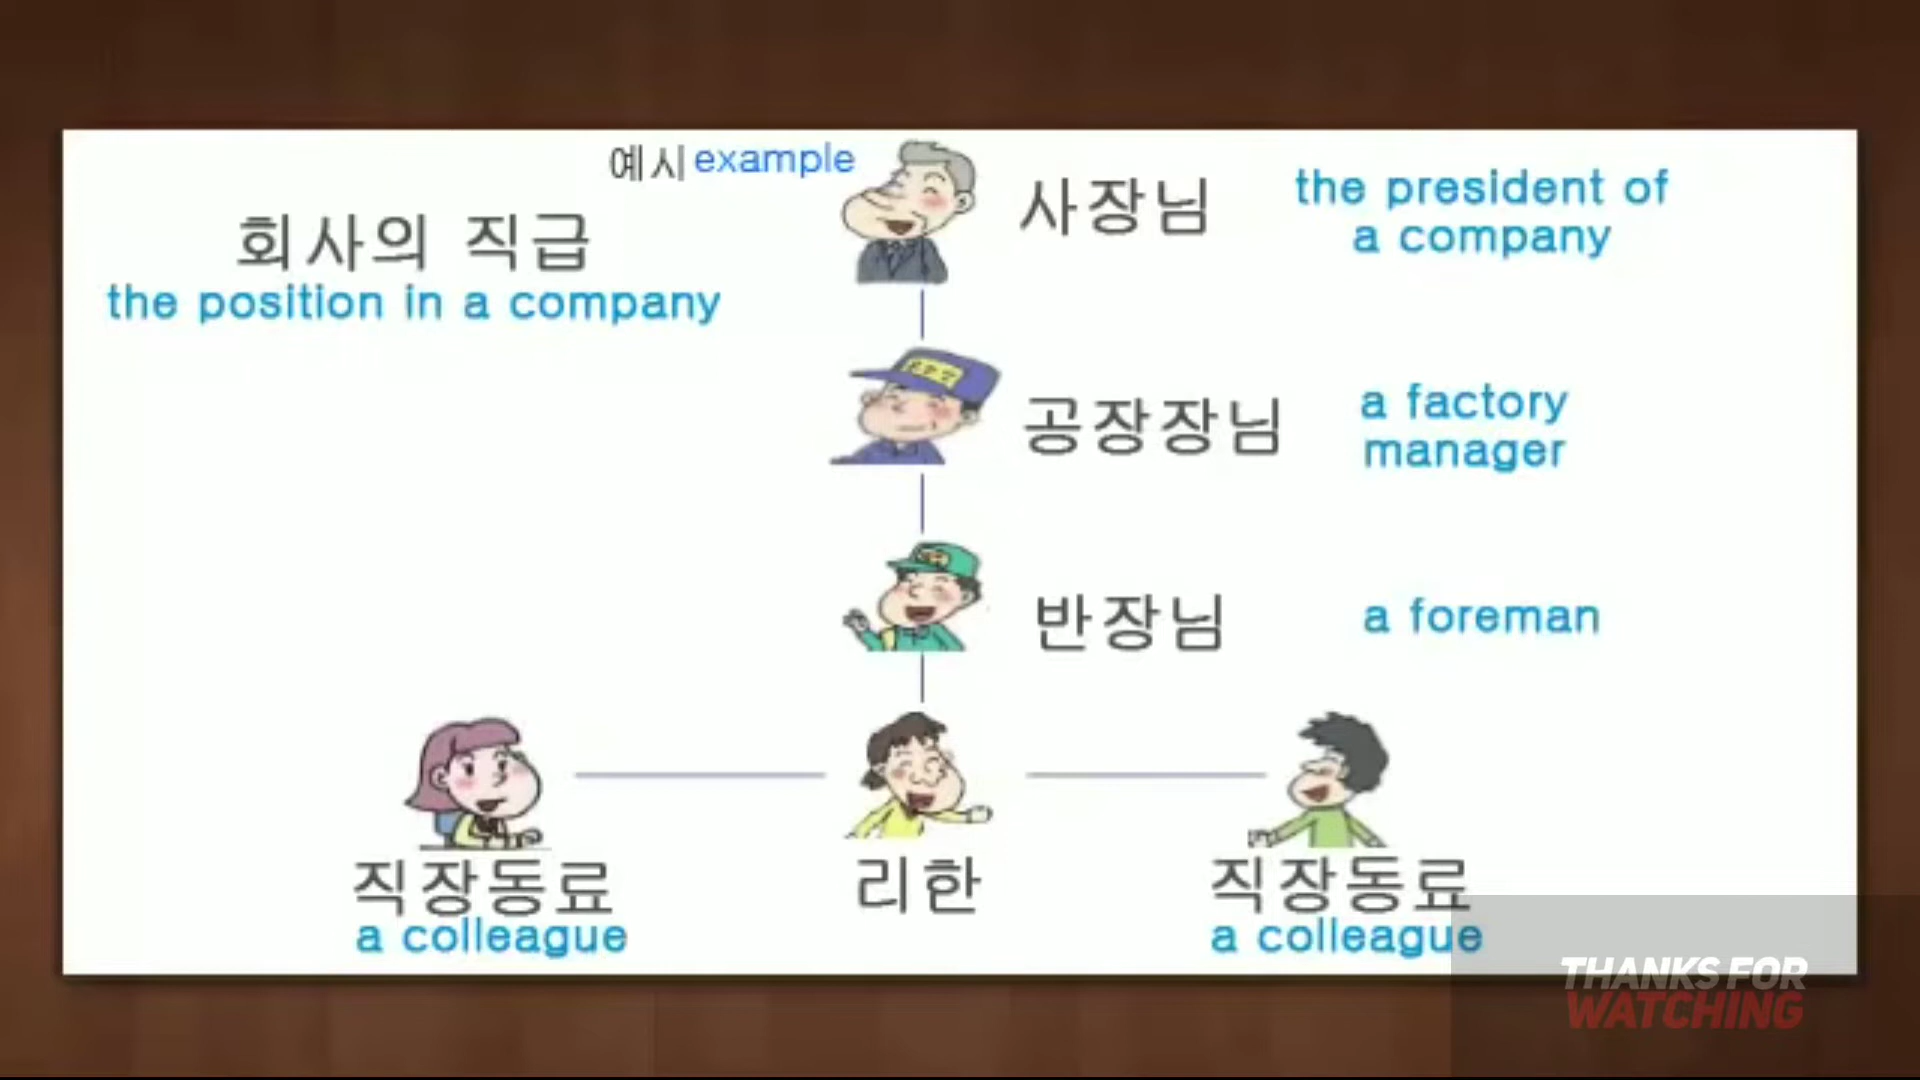 예시 example
회사의 직급
the position in a company
사장님
the president of
a company
공장장님
a factory
manager
반장님
a foreman
직장동료
a colleague
리한
직장동료
a colleague
THANKS FOR
WATCHING